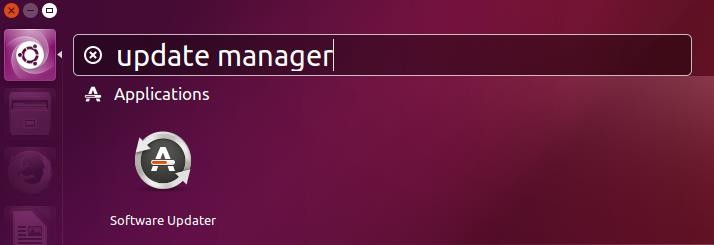 update manager
Applications
Software Updater